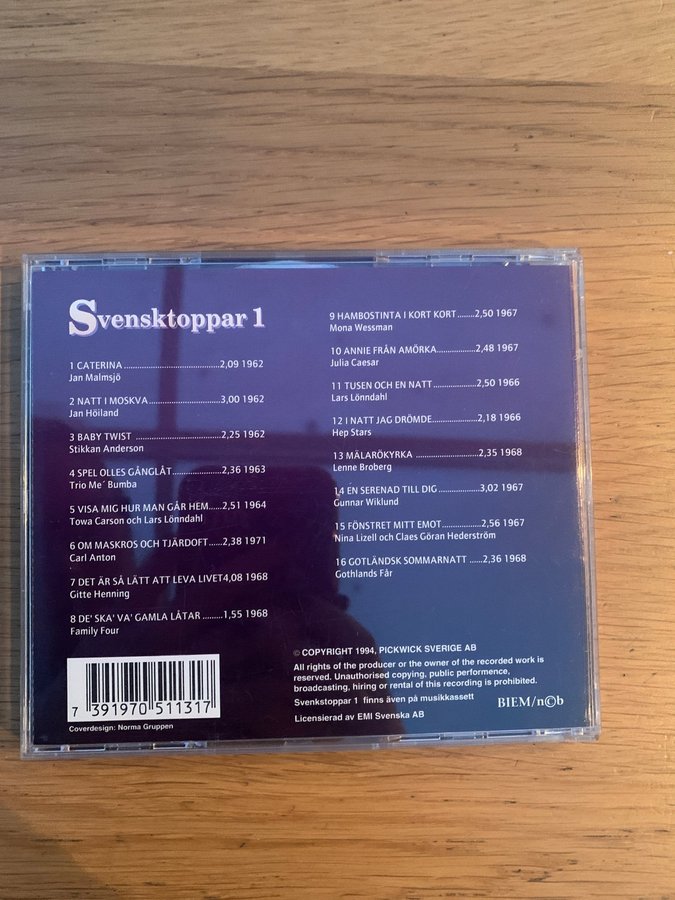 Svensktoppar 1
1 CATERINA..............................2,09 1962
Jan Malmsjö
2 NATT I MOSKVA......................3,00 1962
Jan Höiland
3 BABY TWIST ..........................2,25 1962
Stikkan Anderson
4 SPEL OLLES GÅNGLÅT...............2,36 1963
Trio Me´ Bumba
5 VISA MIG HUR MAN GÅR HEM.....2,51 1964
Towa Carson och Lars Lönndahl
6 OM MASKROS OCH TJÄRDOFT...2,38 1971
Carl Anton
7 DET ÄR SÅ LÄTT ATT LEVA LIVET4,08 1968
Gitte Henning
8 DE' SKA' VA' GAMLA LÅTAR .......1,55 1968
Family Four
9 HAMBOSTINTA I KORT KORT......2,50 1967
Mona Wessman
10 ANNIE FRÅN AMÖRKA.............2,48 1967
Julia Caesar
11 TUSEN OCH EN NATT..............2,50 1966
Lars Lönndahl
12 I NATT JAG DRÖMDE...............2,18 1966
Hep Stars
13 MÄLARÖKYRKA ....................2,35 1968
Lenne Broberg
14 EN SERENAD TILL DIG.............3,02 1967
Gunnar Wiklund
15 FÖNSTRET MITT EMOT.............2,56 1967
Nina Lizell och Claes Göran Hederström
16 GOTLÄNDSK SOMMARNATT .....2,36 1968
Gothlands Får
© COPYRIGHT 1994, PICKWICK SVERIGE AB
All rights of the producer or the owner of the recorded work is
reserved. Unauthorised copying, public performence,
broadcasting, hiring or rental of this recording is prohibited.
Svenkstoppar 1 finns även på musikkassett
BIEM/n©b
Licensierad av EMI Svenska AB
7 391970 511317
Coverdesign: Norma Gruppen